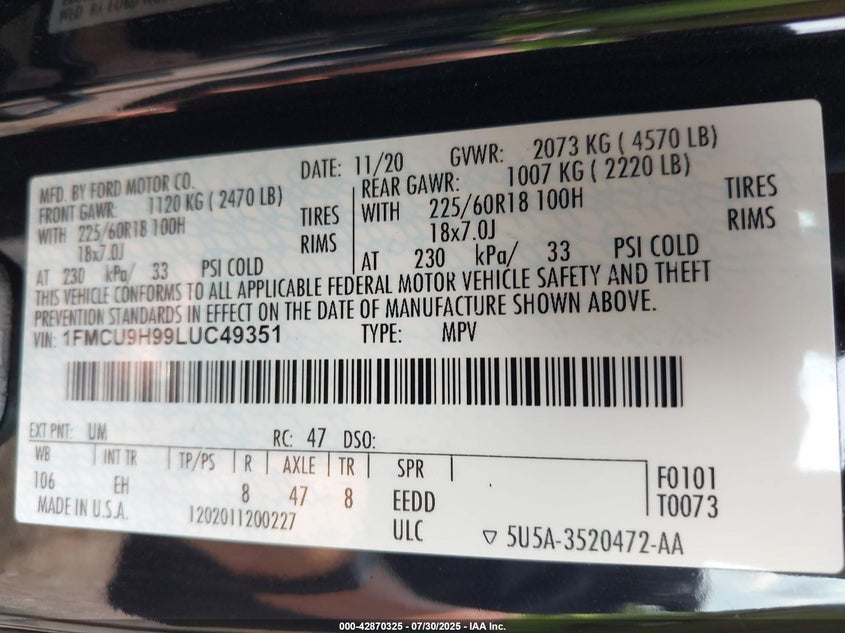 MFD. BY FORD MOTOR CO.
DATE: 11/20 GVWR: 2073 KG ( 4570 LB)
FRONT GAWR: 1120 KG ( 2470 LB)
REAR GAWR: 1007 KG ( 2220 LB)
WITH 225/60R18 100H TIRES
WITH 225/60R18 100H TIRES
18x7.0J RIMS
18x7.0J RIMS
AT 230 kPa/ 33 PSI COLD
AT 230 kPa/ 33 PSI COLD
THIS VEHICLE CONFORMS TO ALL APPLICABLE FEDERAL MOTOR VEHICLE SAFETY AND THEFT
PREVENTION STANDARDS IN EFFECT ON THE DATE OF MANUFACTURE SHOWN ABOVE.
VIN: 1FMCU9H99LUC49351 TYPE: MPV
EXT PNT: UM RC: 47 DSO:
WB INT TR TP/PS R AXLE TR SPR
106 EH 8 47 8 EEDD F0101
T0073
MADE IN U.S.A. 1202011200227 ULC ▽ 5U5A-3520472-AA
000-42870325 - 07/30/2025 - IAA Inc.